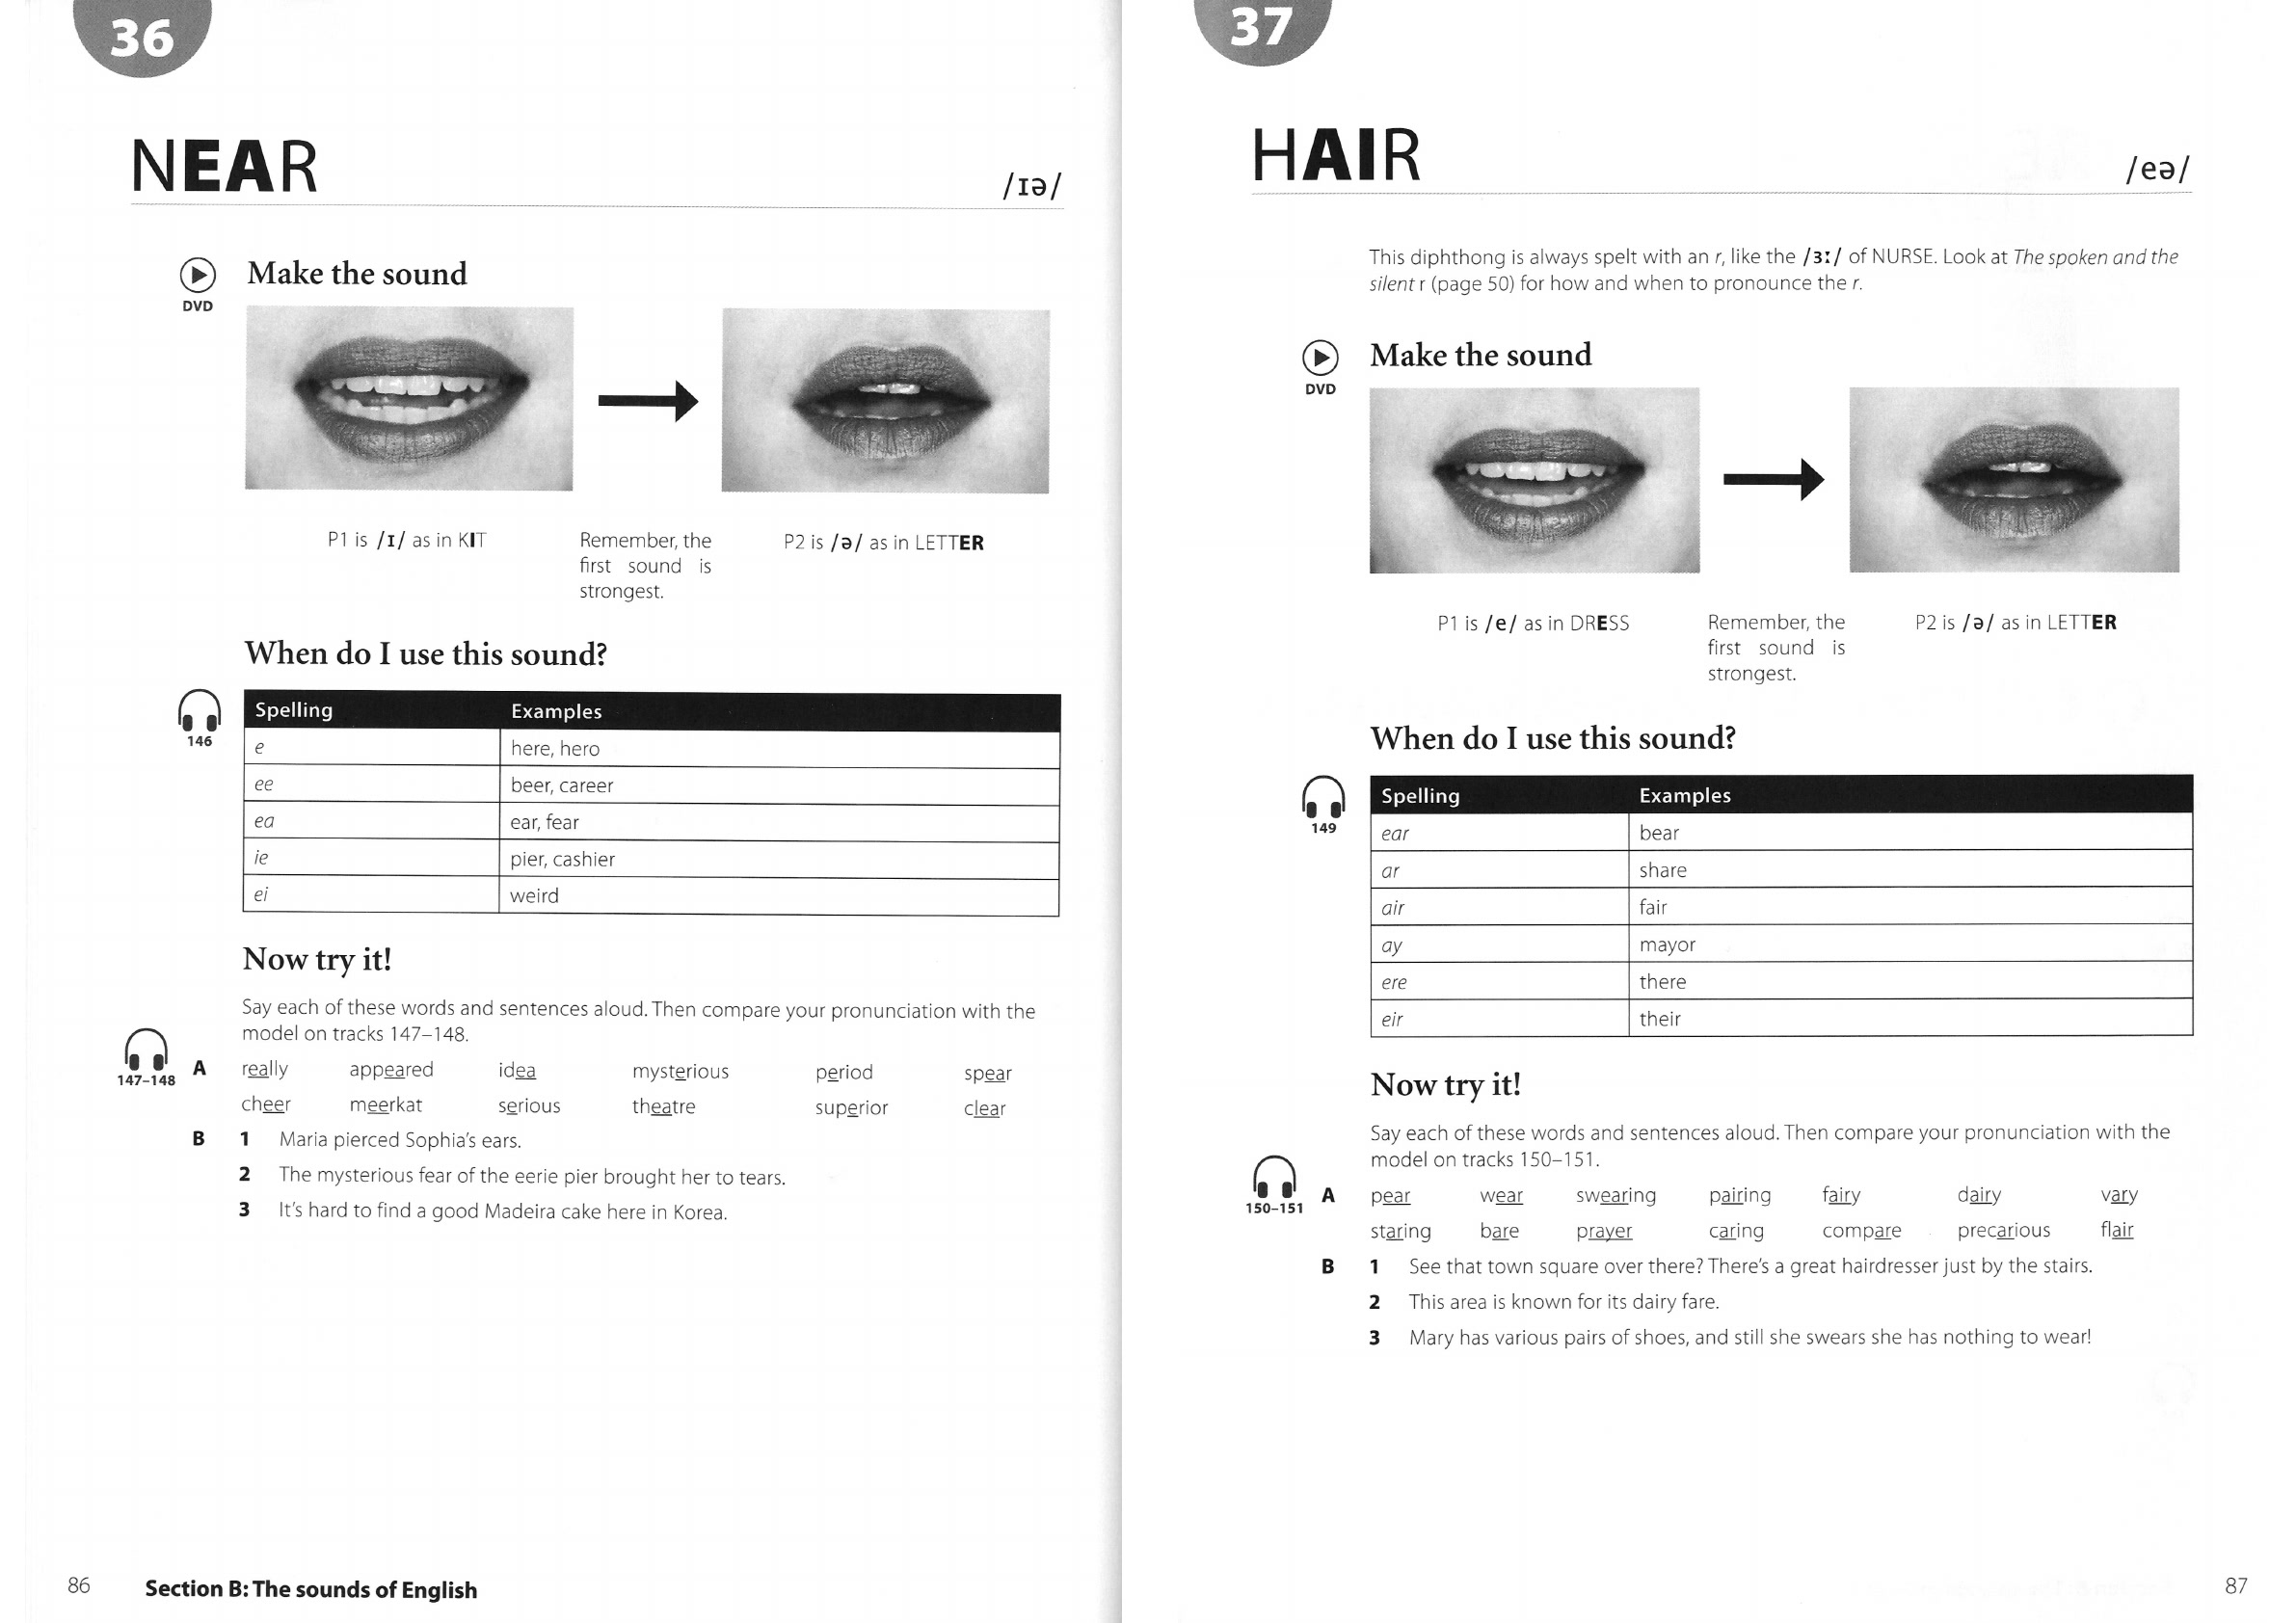 36
NEAR /ɪə/
DVD
Make the sound
P1 is /ɪ/ as in KIT
Remember, the
first sound is
strongest.
P2 is /ə/ as in LETTER
When do I use this sound?
146
Spelling Examples
e here, hero
ee beer, career
ea ear, fear
ie pier, cashier
ei weird
Now try it!
Say each of these words and sentences aloud. Then compare your pronunciation with the
model on tracks 147–148.
147–148
A really appeared idea mysterious period spear
cheer meerkat serious theatre superior clear
B 1 Maria pierced Sophia's ears.
2 The mysterious fear of the eerie pier brought her to tears.
3 It's hard to find a good Madeira cake here in Korea.
86 Section B: The sounds of English
37
HAIR /eə/
This diphthong is always spelt with an r, like the /ɜː/ of NURSE. Look at The spoken and the
silent r (page 50) for how and when to pronounce the r.
DVD
Make the sound
P1 is /e/ as in DRESS
Remember, the
first sound is
strongest.
P2 is /ə/ as in LETTER
When do I use this sound?
149
Spelling Examples
ear bear
ar share
air fair
ay mayor
ere there
eir their
Now try it!
Say each of these words and sentences aloud. Then compare your pronunciation with the
model on tracks 150–151.
150–151
A pear wear swearing pairing fairy dairy vary
staring bare prayer caring compare precarious flair
B 1 See that town square over there? There's a great hairdresser just by the stairs.
2 This area is known for its dairy fare.
3 Mary has various pairs of shoes, and still she swears she has nothing to wear!
87